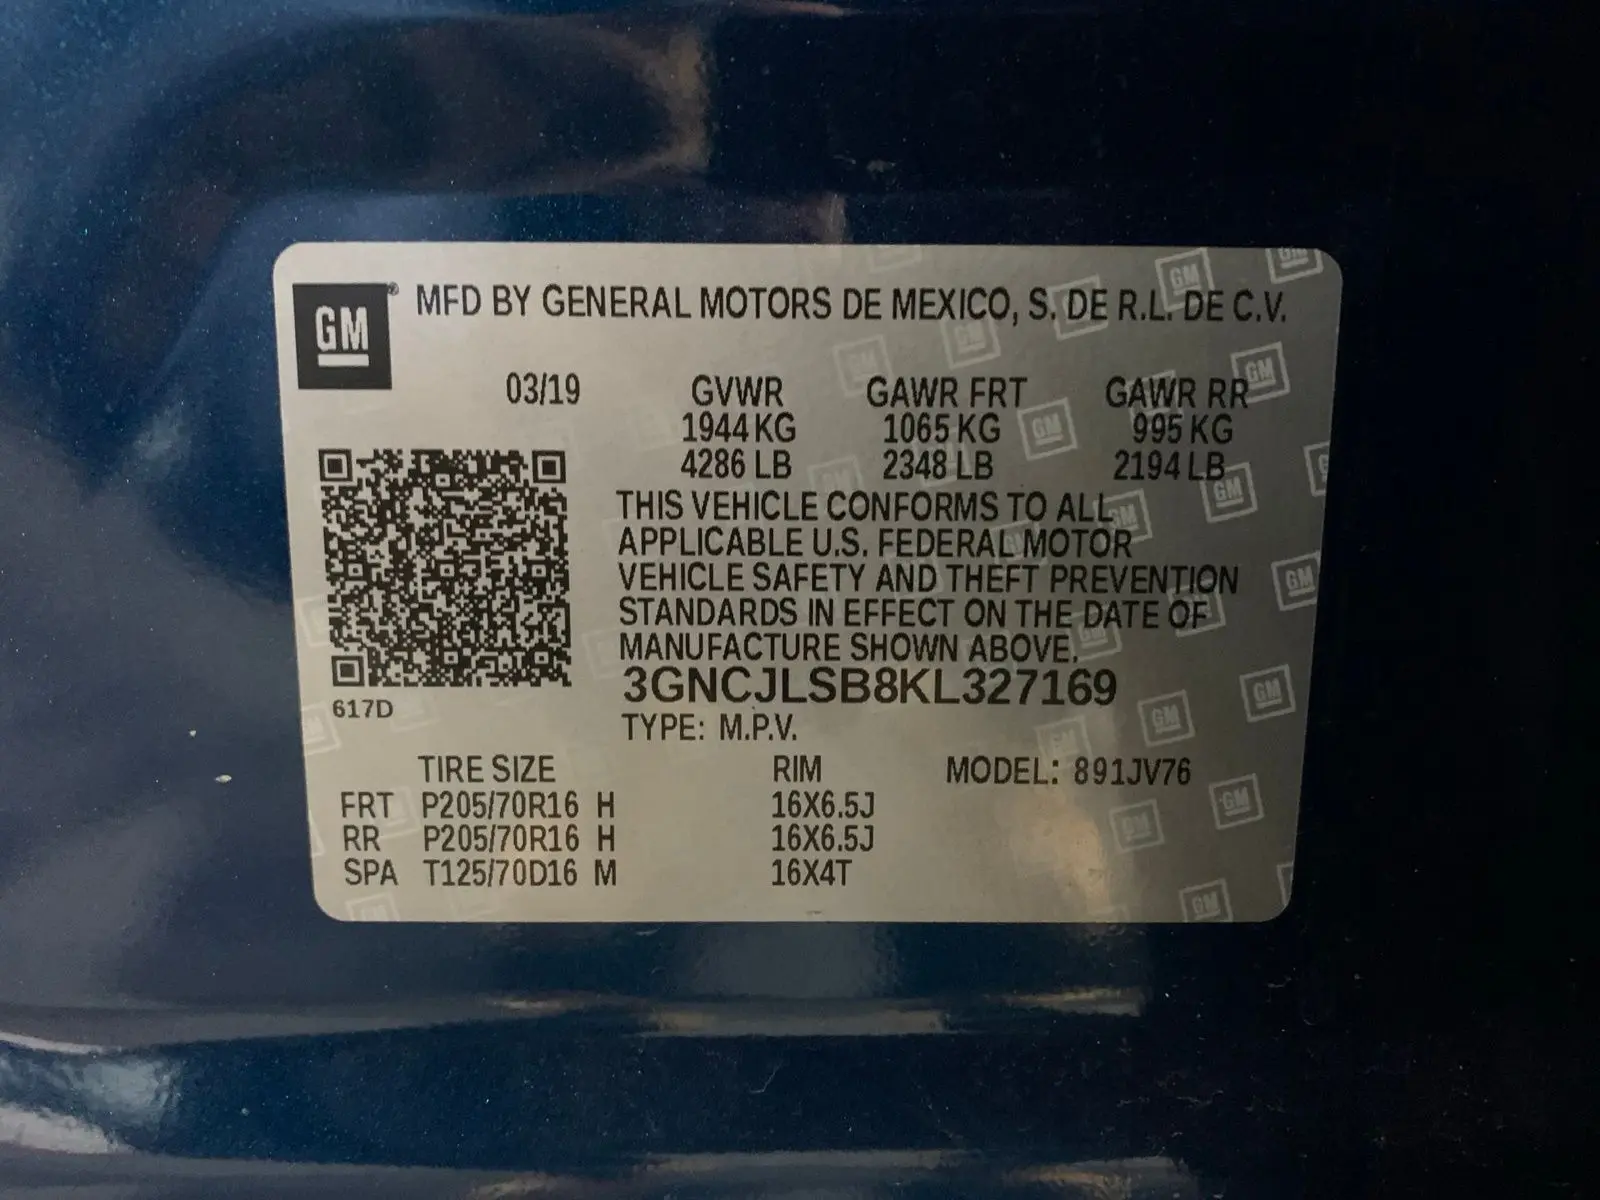 GM
MFD BY GENERAL MOTORS DE MEXICO, S. DE R.L. DE C.V.
03/19 GVWR GAWR FRT GAWR RR
1944 KG 1065 KG 995 KG
4286 LB 2348 LB 2194 LB
THIS VEHICLE CONFORMS TO ALL
APPLICABLE U.S. FEDERAL MOTOR
VEHICLE SAFETY AND THEFT PREVENTION
STANDARDS IN EFFECT ON THE DATE OF
MANUFACTURE SHOWN ABOVE.
3GNCJLSB8KL327169
617D
TYPE: M.P.V.
TIRE SIZE RIM MODEL: 891JV76
FRT P205/70R16 H 16X6.5J
RR P205/70R16 H 16X6.5J
SPA T125/70D16 M 16X4T